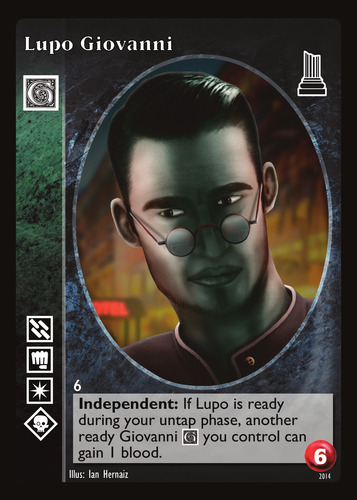 Lupo Giovanni
HOTEL
6
Independent: If Lupo is ready
during your untap phase, another
ready Giovanni G you control can
gain 1 blood.
6
Illus: Ian Hernaiz
2014